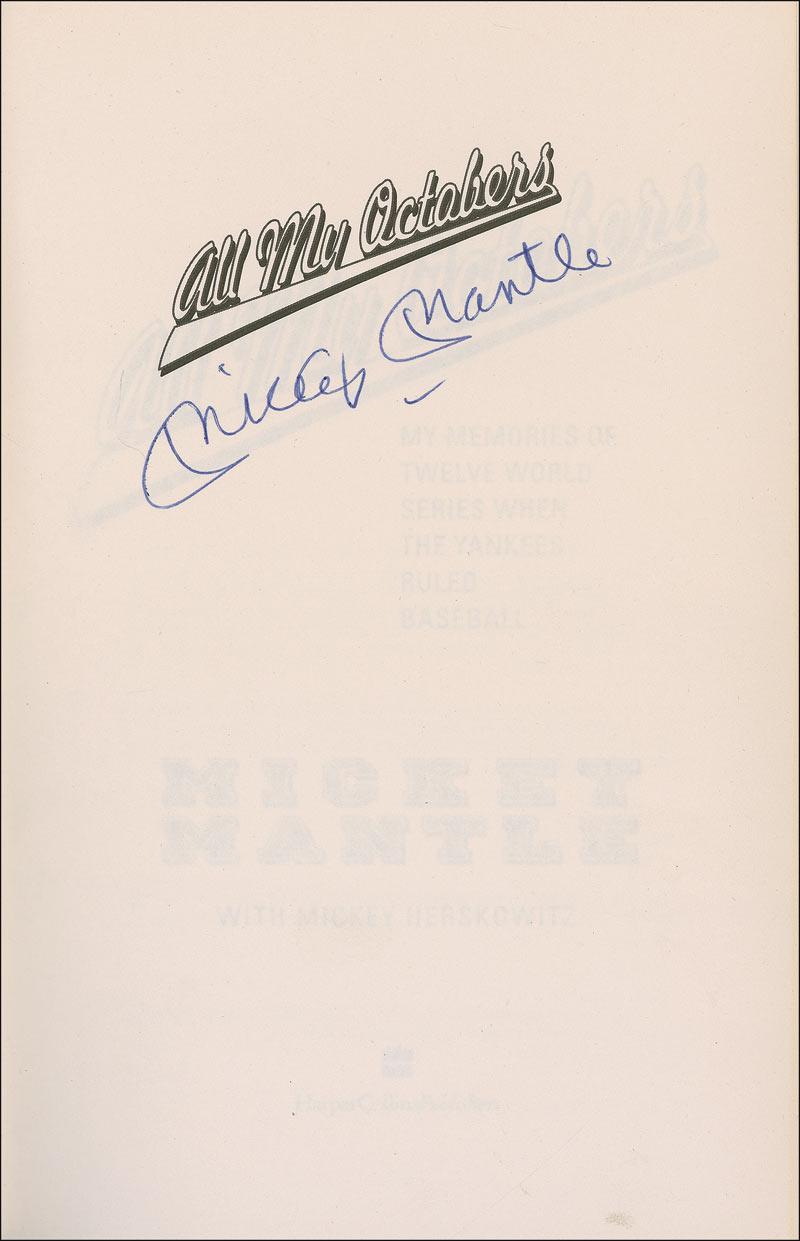 All My Octobers
Mickey Mantle
MY MEMORIES OF
TWELVE WORLD
SERIES WHEN
THE YANKEES
RULED
BASEBALL
MICKEY
MANTLE
WITH MICKEY HERSKOWITZ
HarperCollinsPublishers